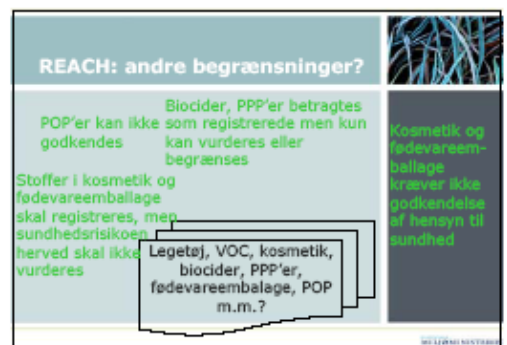 REACH: andre begrænsninger?
Biocider, PPP'er betragtes
POP'er kan ikke som registrerede men kun
godkendes kan vurderes eller
begrænses
Stoffer i kosmetik og
fødevareemballage
skal registreres, men
sundhedsrisikoen
herved skal ikke
vurderes
Kosmetik og
fødevareem-
ballage
kræver ikke
godkendelse
af hensyn til
sundhed
Legetøj, VOC, kosmetik,
biocider, PPP'er,
fødevareembalage, POP
m.m.?
MILJØMINISTERIET